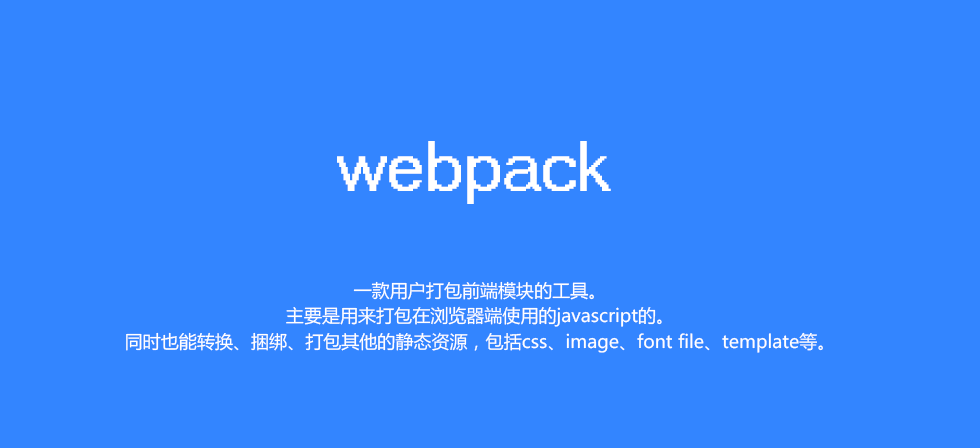 webpack
一款用户打包前端模块的工具。
主要是用来打包在浏览器端使用的javascript的。
同时也能转换、捆绑、打包其他的静态资源，包括css、image、font file、template等。